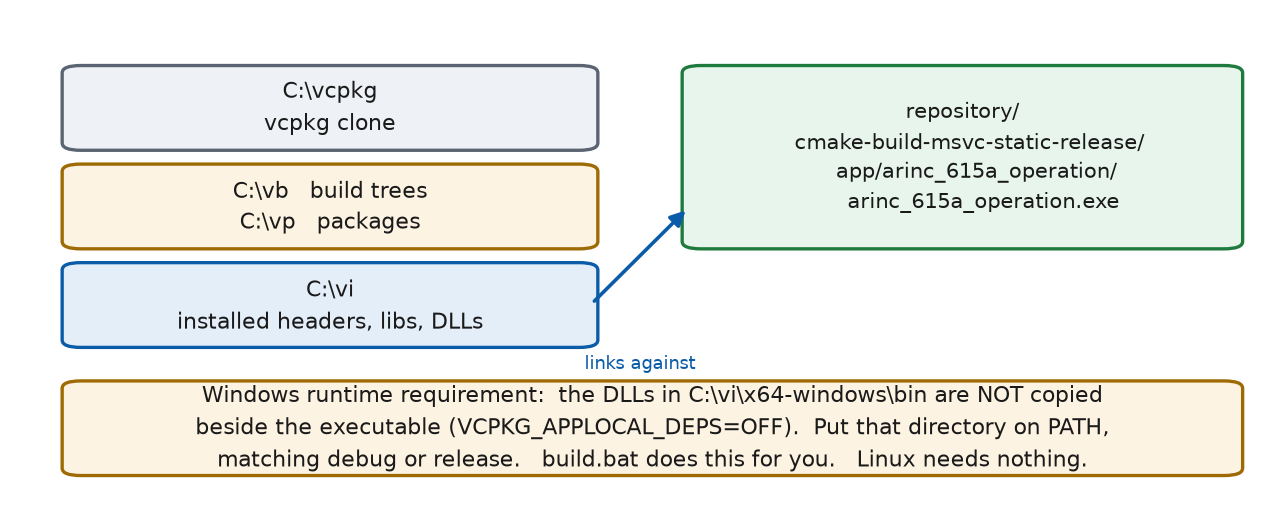 C:\vcpkg
vcpkg clone
C:\vb   build trees
C:\vp   packages
C:\vi
installed headers, libs, DLLs
repository/
cmake-build-msvc-static-release/
app/arinc_615a_operation/
arinc_615a_operation.exe
links against
Windows runtime requirement:  the DLLs in C:\vi\x64-windows\bin are NOT copied
beside the executable (VCPKG_APPLOCAL_DEPS=OFF).  Put that directory on PATH,
matching debug or release.   build.bat does this for you.   Linux needs nothing.